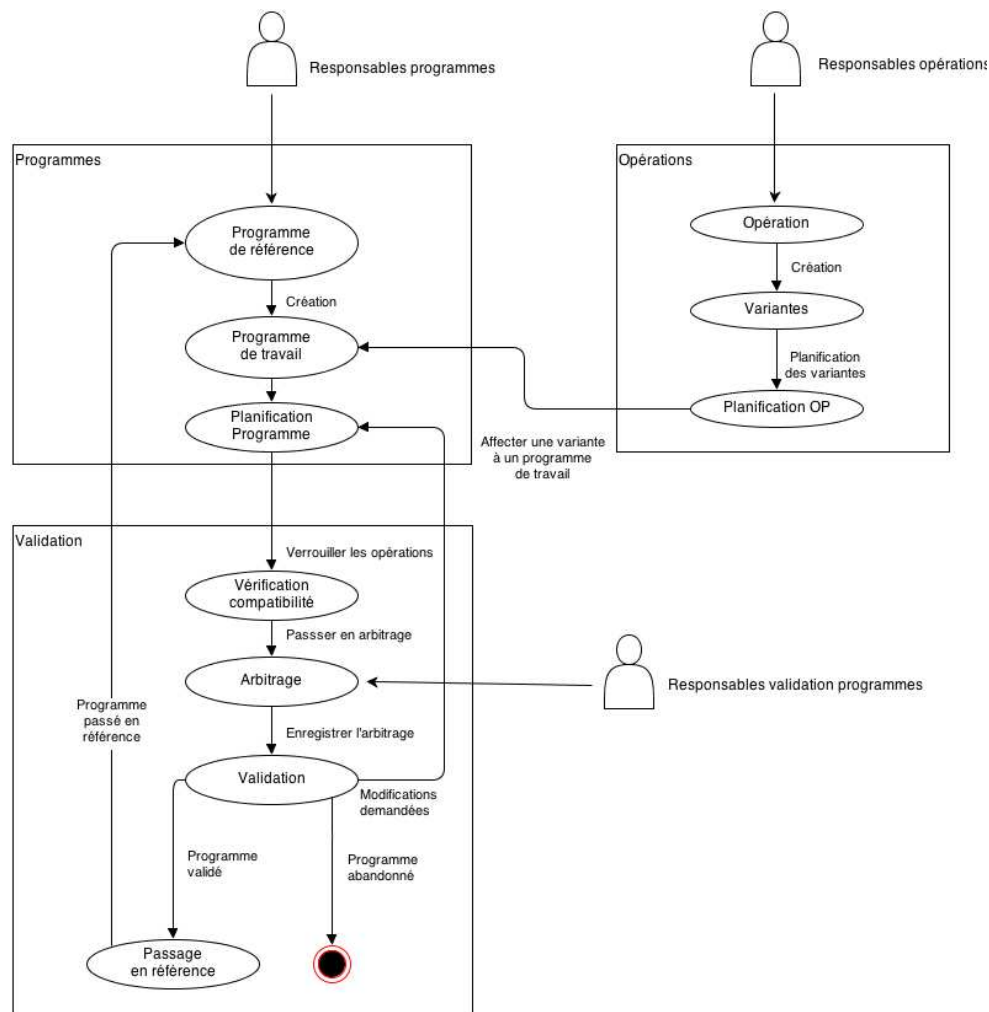 Responsables programmes
Responsables opérations
Programmes
Opérations
Programme
de référence
Opération
Création
Création
Programme
de travail
Variantes
Planification
des variantes
Planification
Programme
Planification OP
Affecter une variante
à un programme
de travail
Validation
Verrouiller les opérations
Vérification
compatibilité
Passser en arbitrage
Arbitrage
Responsables validation programmes
Programme
passé en
référence
Enregistrer l'arbitrage
Validation
Modifications
demandées
Programme
validé
Programme
abandonné
Passage
en référence